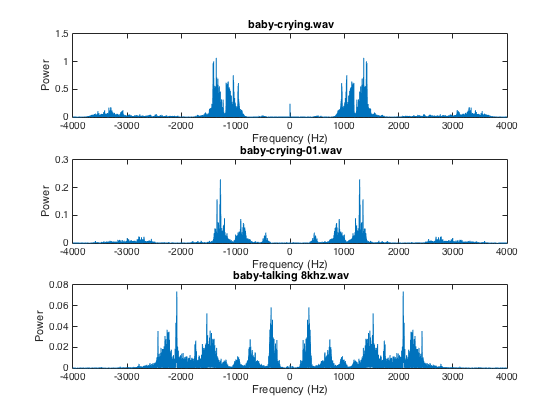 baby-crying.wav
1.5
1
0.5
0
Power
-4000 -3000 -2000 -1000 0 1000 2000 3000 4000
Frequency (Hz)
baby-crying-01.wav
0.3
0.2
0.1
0
Power
-4000 -3000 -2000 -1000 0 1000 2000 3000 4000
Frequency (Hz)
baby-talking 8khz.wav
0.08
0.06
0.04
0.02
0
Power
-4000 -3000 -2000 -1000 0 1000 2000 3000 4000
Frequency (Hz)